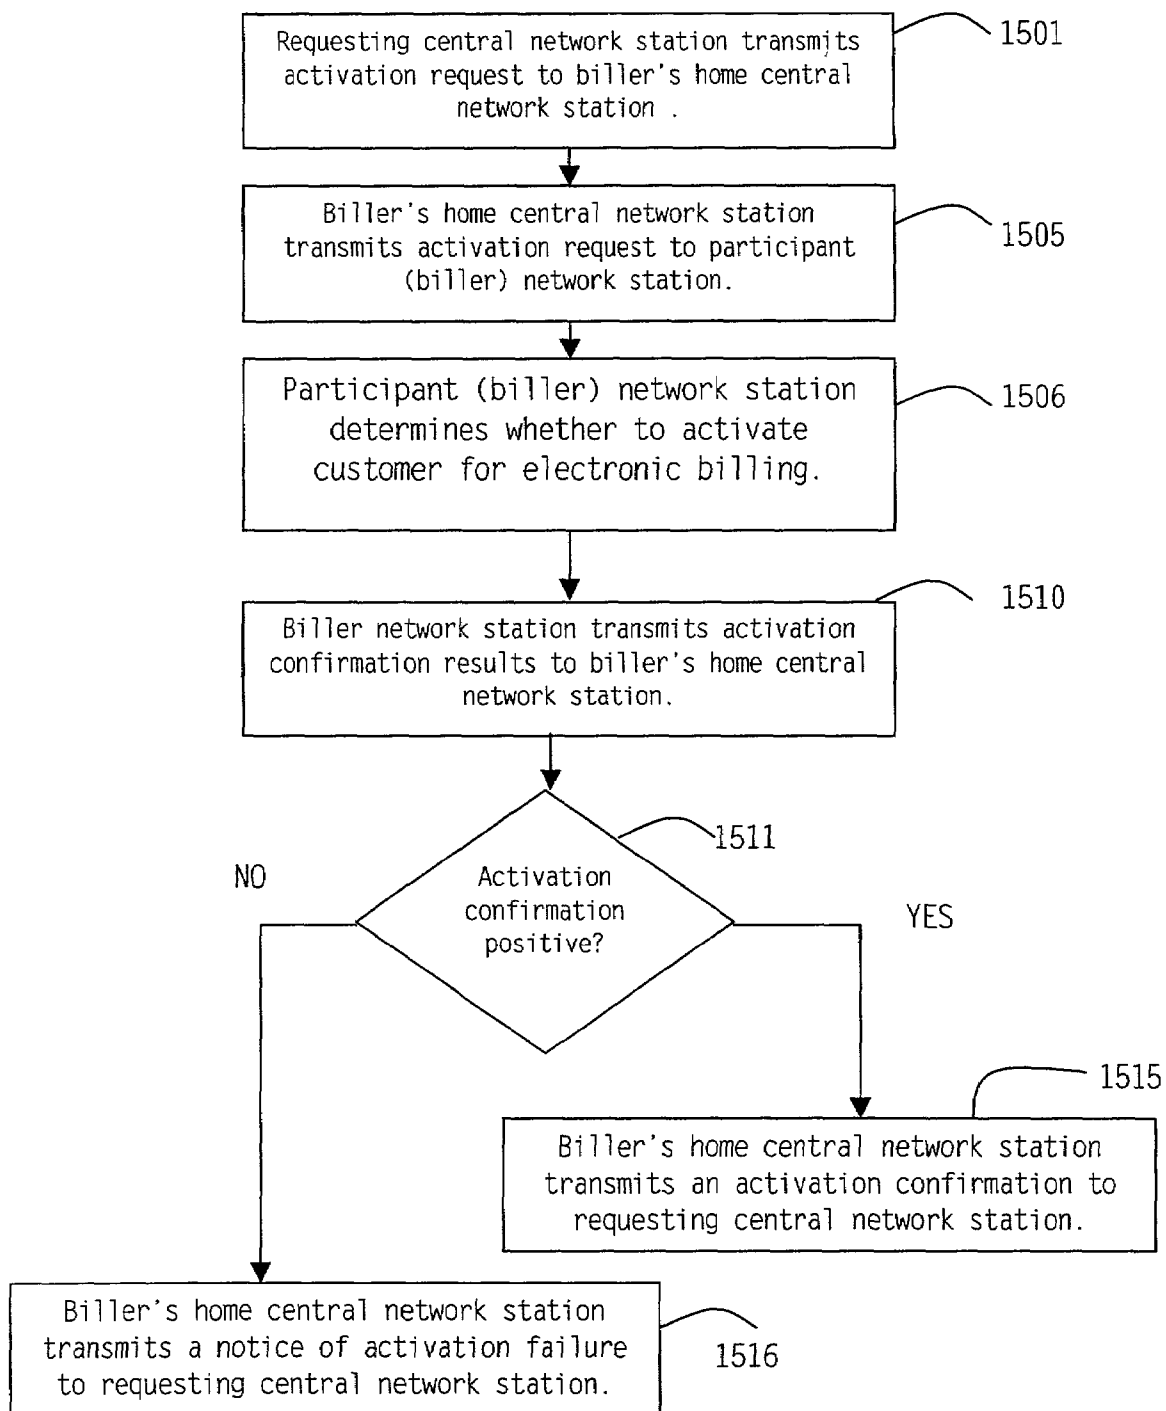 Requesting central network station transmits
activation request to biller's home central
network station .
1501
Biller's home central network station
transmits activation request to participant
(biller) network station.
1505
Participant (biller) network station
determines whether to activate
customer for electronic billing.
1506
Biller network station transmits activation
confirmation results to biller's home central
network station.
1510
Activation
confirmation
positive?
1511
NO
YES
Biller's home central network station
transmits an activation confirmation to
requesting central network station.
1515
Biller's home central network station
transmits a notice of activation failure
to requesting central network station.
1516